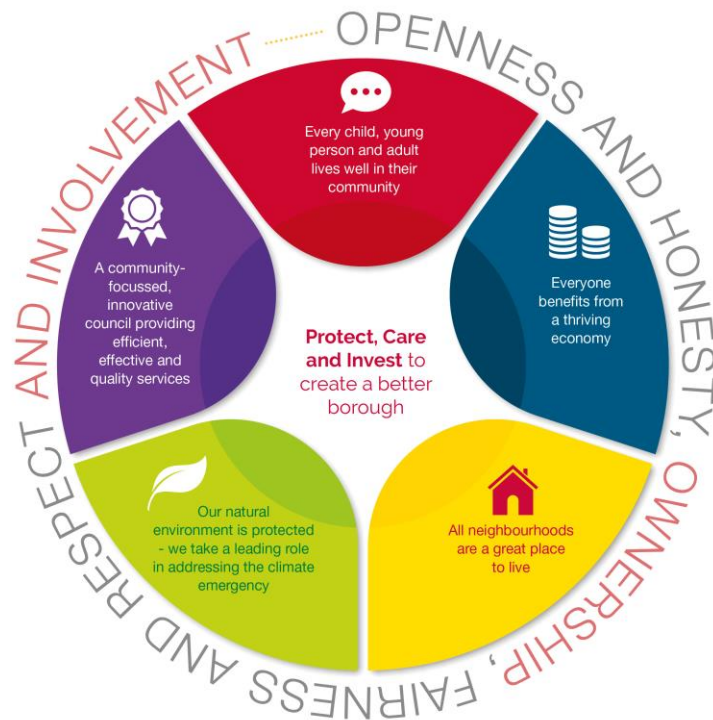 OPENNESS AND HONESTY, OWNERSHIP, FAIRNESS AND RESPECT AND INVOLVEMENT
Every child, young
person and adult
lives well in their
community
Everyone
benefits from
a thriving
economy
All neighbourhoods
are a great place
to live
Our natural
environment is protected
- we take a leading role
in addressing the climate
emergency
A community-
focussed,
innovative
council providing
efficient,
effective and
quality services
Protect, Care
and Invest to
create a better
borough